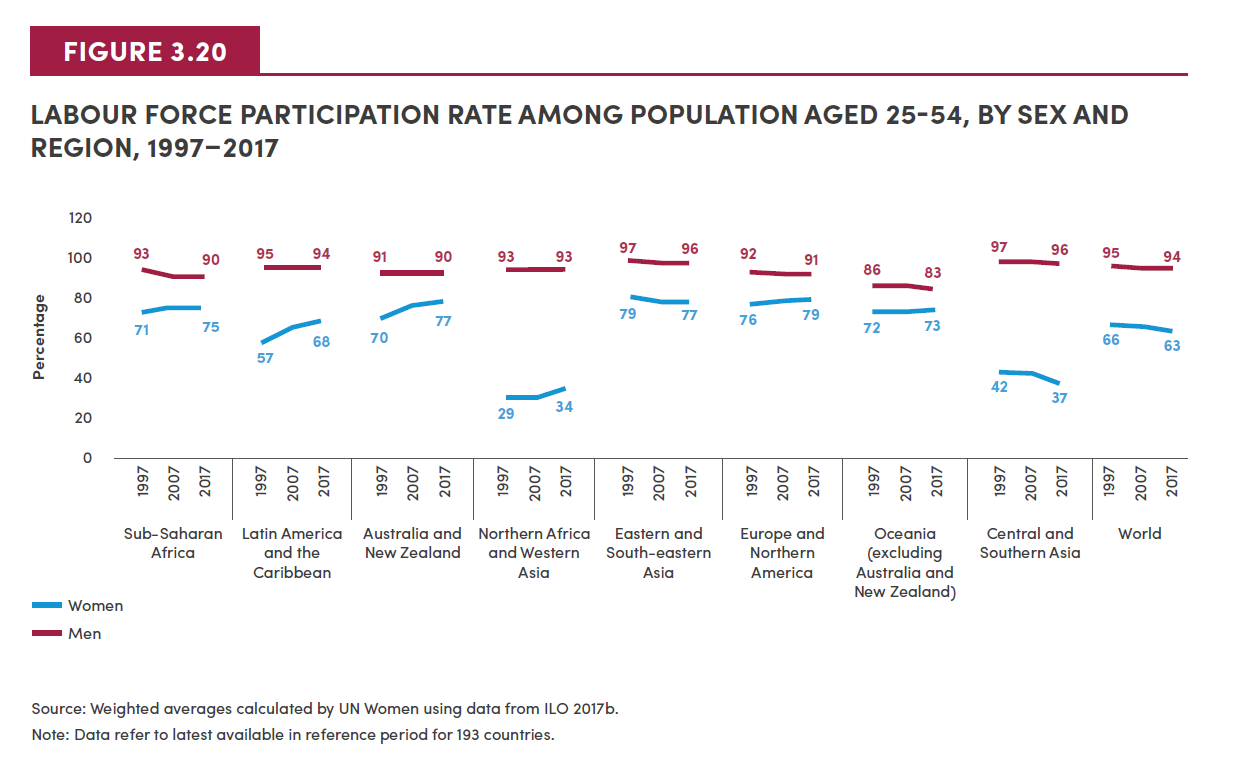 FIGURE 3.20
LABOUR FORCE PARTICIPATION RATE AMONG POPULATION AGED 25-54, BY SEX AND
REGION, 1997–2017
Percentage
120
100
80
60
40
20
0
93
90
71
75
95
94
57
68
91
90
70
77
93
93
29
34
97
96
79
77
92
91
76
79
86
83
72
73
97
96
42
37
95
94
66
63
1997 2007 2017
1997 2007 2017
1997 2007 2017
1997 2007 2017
1997 2007 2017
1997 2007 2017
1997 2007 2017
1997 2007 2017
1997 2007 2017
Sub-Saharan
Africa
Latin America
and the
Caribbean
Australia and
New Zealand
Northern Africa
and Western
Asia
Eastern and
South-eastern
Asia
Europe and
Northern
America
Oceania
(excluding
Australia and
New Zealand)
Central and
Southern Asia
World
Women
Men
Source: Weighted averages calculated by UN Women using data from ILO 2017b.
Note: Data refer to latest available in reference period for 193 countries.